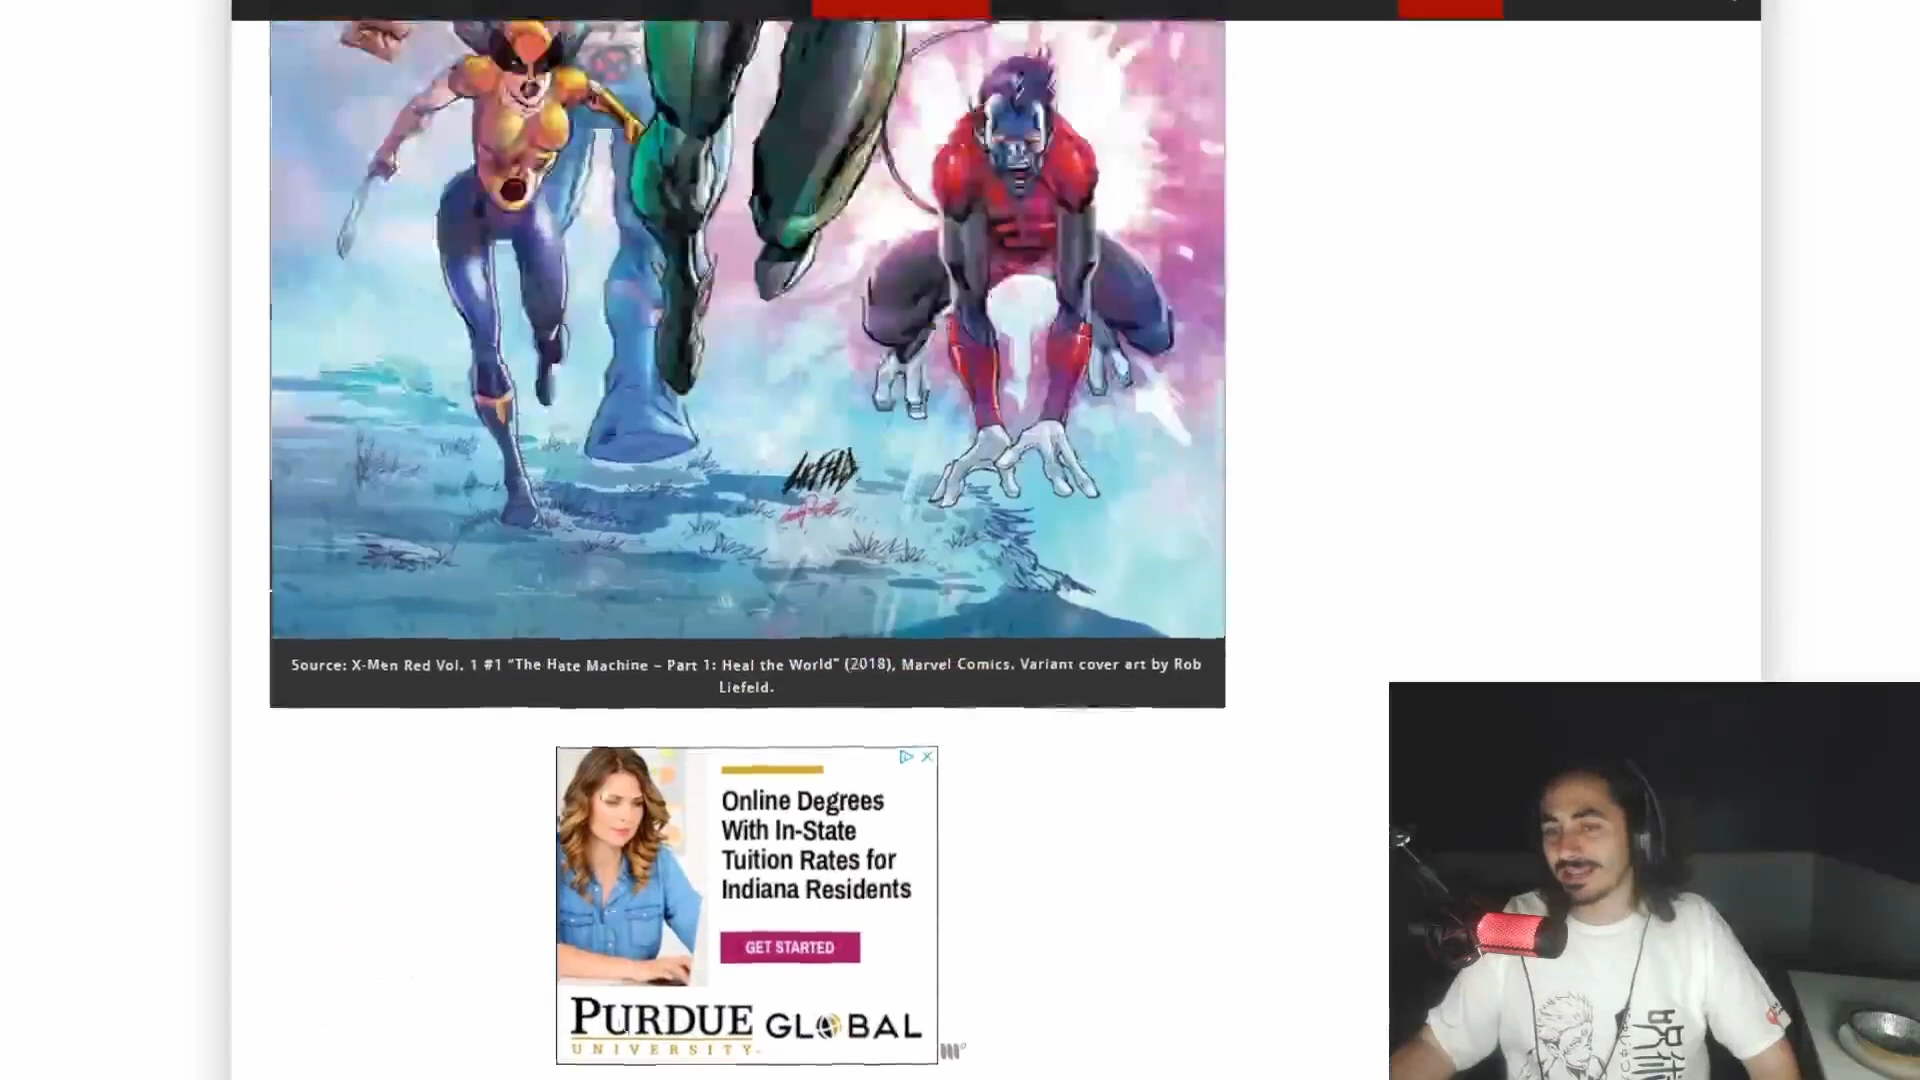 LIEFELD
Source: X-Men Red Vol. 1 #1 “The Hate Machine – Part 1: Heal the World” (2018), Marvel Comics. Variant cover art by Rob
Liefeld.
Online Degrees
With In-State
Tuition Rates for
Indiana Residents
GET STARTED
PURDUE GLOBAL
UNIVERSITY